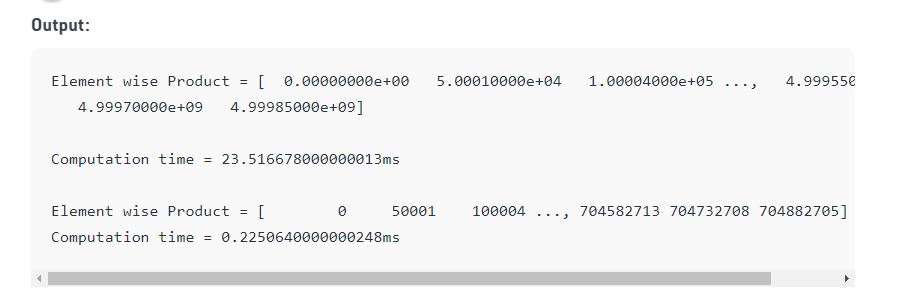 Output:
Element wise Product = [  0.00000000e+00   5.00010000e+04   1.00004000e+05 ...,   4.999550
   4.99970000e+09   4.99985000e+09]
Computation time = 23.516678000000013ms
Element wise Product = [        0     50001    100004 ..., 704582713 704732708 704882705]
Computation time = 0.2250640000000248ms